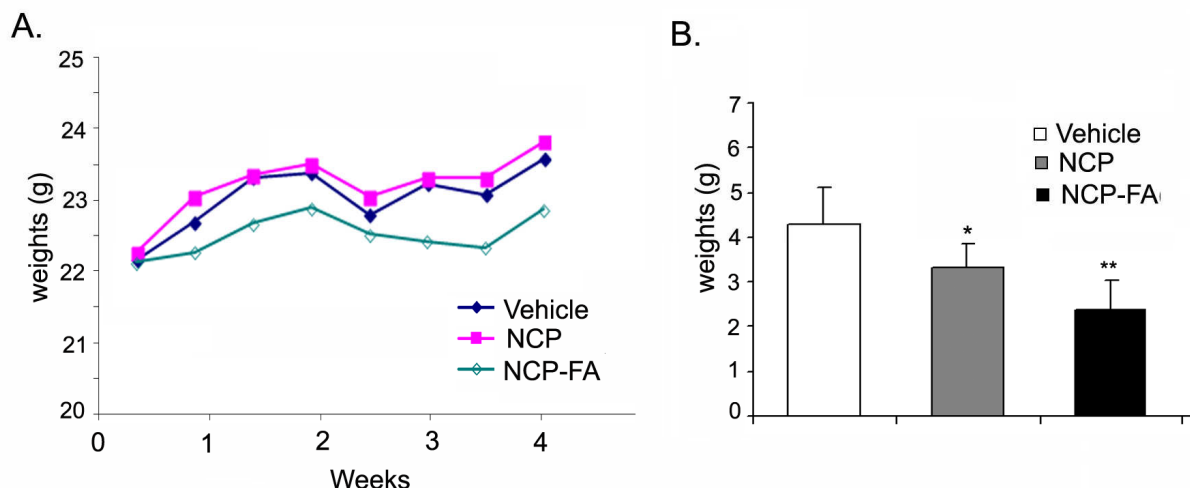 A.
25
24
23
22
21
20
weights (g)
0 1 2 3 4
Weeks
Vehicle
NCP
NCP-FA
B.
7
6
5
4
3
2
1
0
weights (g)
*
**
Vehicle
NCP
NCP-FA